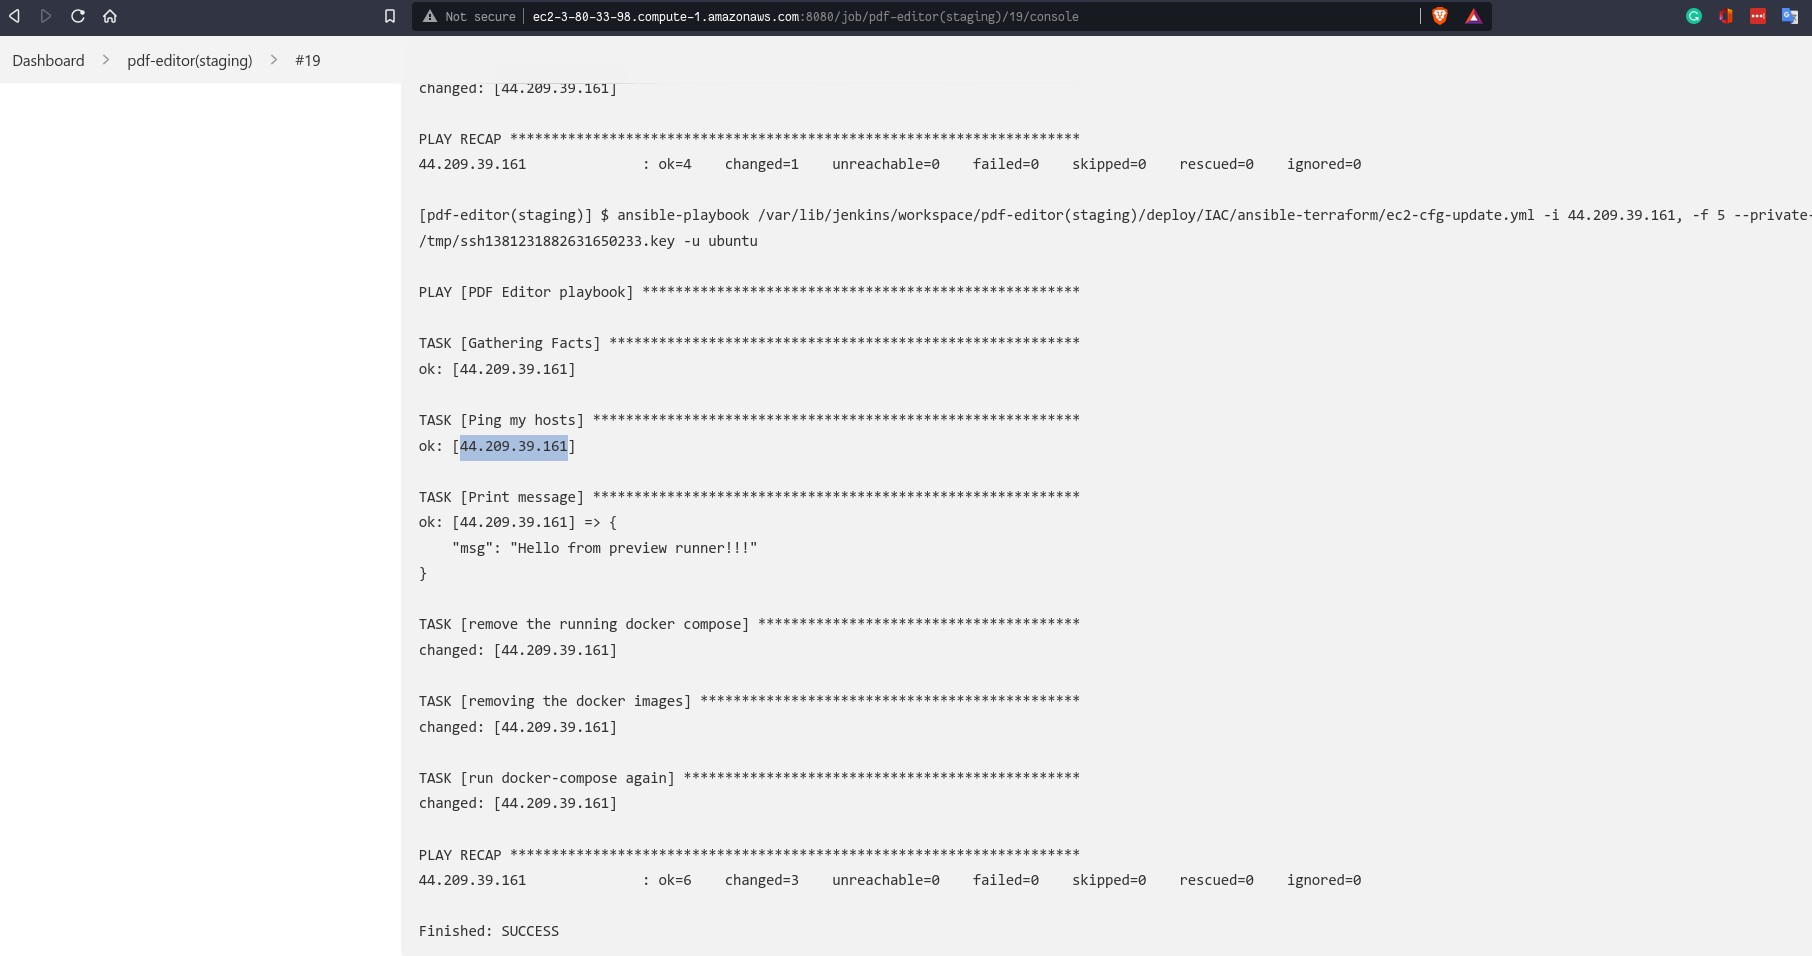 Not secure | ec2-3-80-33-98.compute-1.amazonaws.com:8080/job/pdf-editor(staging)/19/console
Dashboard > pdf-editor(staging) > #19
changed: [44.209.39.161]
PLAY RECAP *********************************************************************
44.209.39.161              : ok=4    changed=1    unreachable=0    failed=0    skipped=0    rescued=0    ignored=0
[pdf-editor(staging)] $ ansible-playbook /var/lib/jenkins/workspace/pdf-editor(staging)/deploy/IAC/ansible-terraform/ec2-cfg-update.yml -i 44.209.39.161, -f 5 --private-
/tmp/ssh1381231882631650233.key -u ubuntu
PLAY [PDF Editor playbook] *****************************************************
TASK [Gathering Facts] *********************************************************
ok: [44.209.39.161]
TASK [Ping my hosts] ***********************************************************
ok: [44.209.39.161]
TASK [Print message] ***********************************************************
ok: [44.209.39.161] => {
    "msg": "Hello from preview runner!!!"
}
TASK [remove the running docker compose] ***************************************
changed: [44.209.39.161]
TASK [removing the docker images] **********************************************
changed: [44.209.39.161]
TASK [run docker-compose again] ************************************************
changed: [44.209.39.161]
PLAY RECAP *********************************************************************
44.209.39.161              : ok=6    changed=3    unreachable=0    failed=0    skipped=0    rescued=0    ignored=0
Finished: SUCCESS